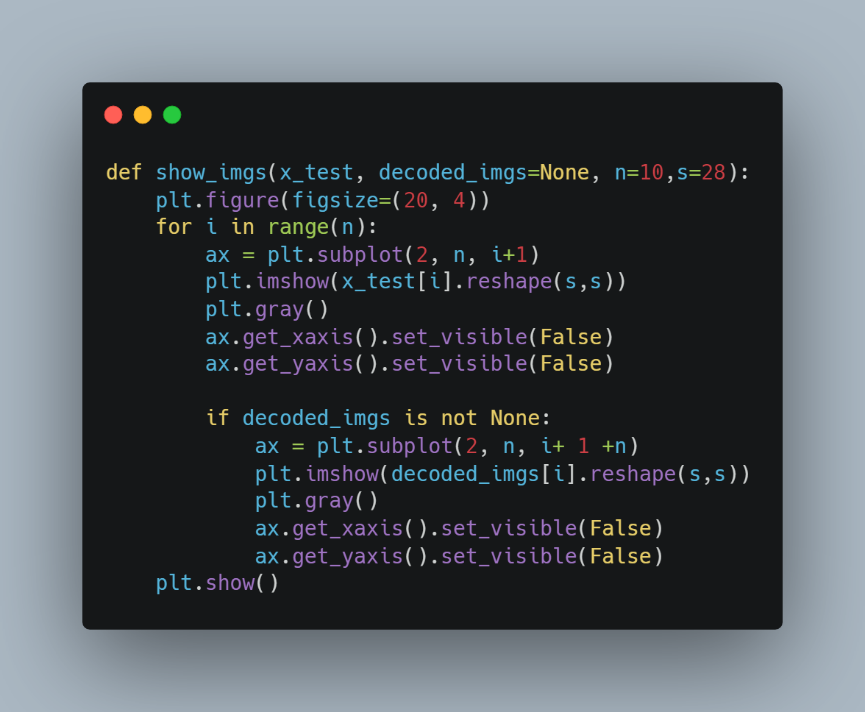 def show_imgs(x_test, decoded_imgs=None, n=10,s=28):
    plt.figure(figsize=(20, 4))
    for i in range(n):
        ax = plt.subplot(2, n, i+1)
        plt.imshow(x_test[i].reshape(s,s))
        plt.gray()
        ax.get_xaxis().set_visible(False)
        ax.get_yaxis().set_visible(False)

        if decoded_imgs is not None:
            ax = plt.subplot(2, n, i+ 1 +n)
            plt.imshow(decoded_imgs[i].reshape(s,s))
            plt.gray()
            ax.get_xaxis().set_visible(False)
            ax.get_yaxis().set_visible(False)
    plt.show()